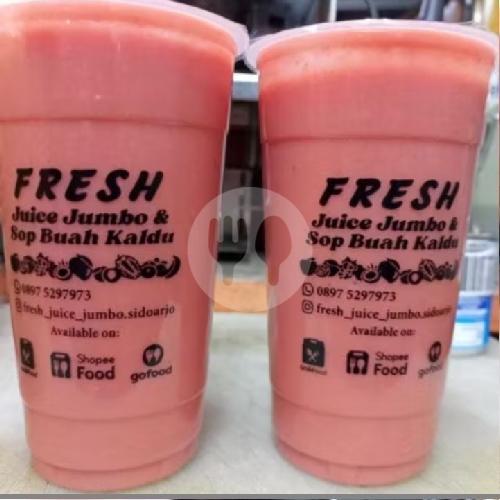 FRESH
Juice Jumbo &
Sop Buah Kaldu
0897 5297973
fresh_juice_jumbo.sidoarjo
Available on:
Shopee
Food
gofood
FRESH
Juice Jumbo &
Sop Buah Kaldu
0897 5297973
fresh_juice_jumbo.sidoarjo
Available on:
Shopee
Food
gofood